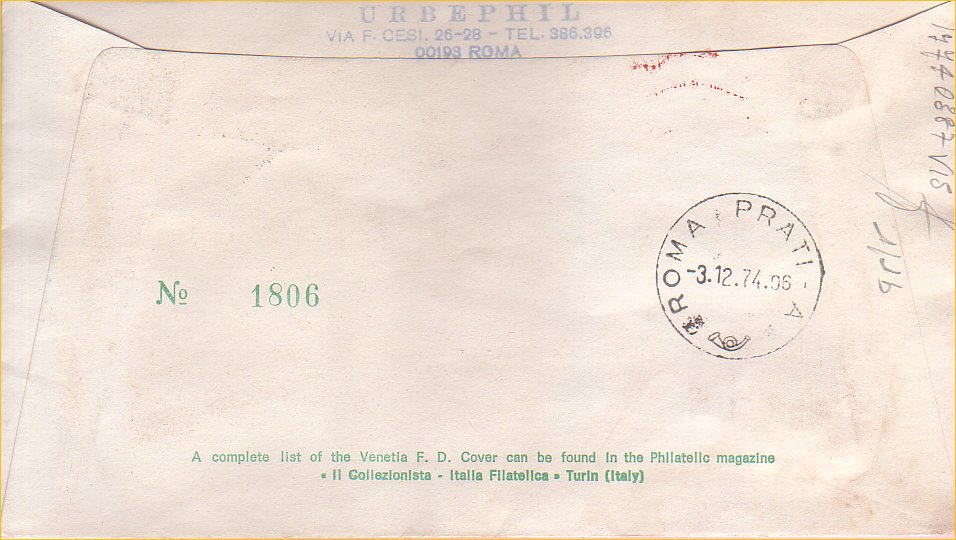 URBEPHIL
VIA F. CESI. 26-28 - TEL. 386.396
00193 ROMA
ROMA PRATI - A
-3.12.74.06
No 1806
A complete list of the Venetia F. D. Cover can be found in the Philatelic magazine
« Il Collezionista - Italia Filatelica » Turin (Italy)